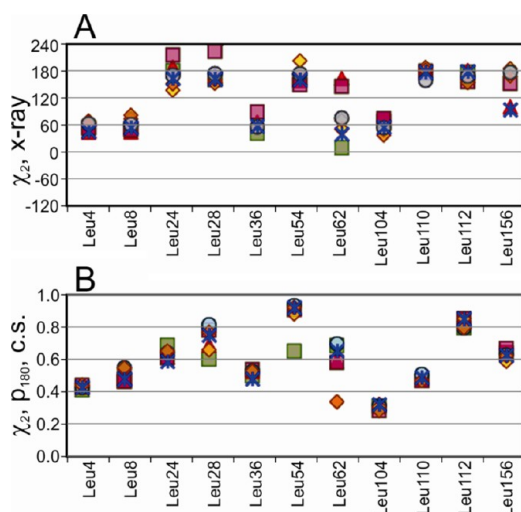 A
χ₂, x-ray
240
180
120
60
0
-60
-120
Leu4 Leu8 Leu24 Leu28 Leu36 Leu54 Leu62 Leu104 Leu110 Leu112 Leu156
B
χ₂, p₁₈₀, c.s.
1.0
0.8
0.6
0.4
0.2
0.0
Leu4 Leu8 Leu24 Leu28 Leu36 Leu54 Leu62 Leu104 Leu110 Leu112 Leu156